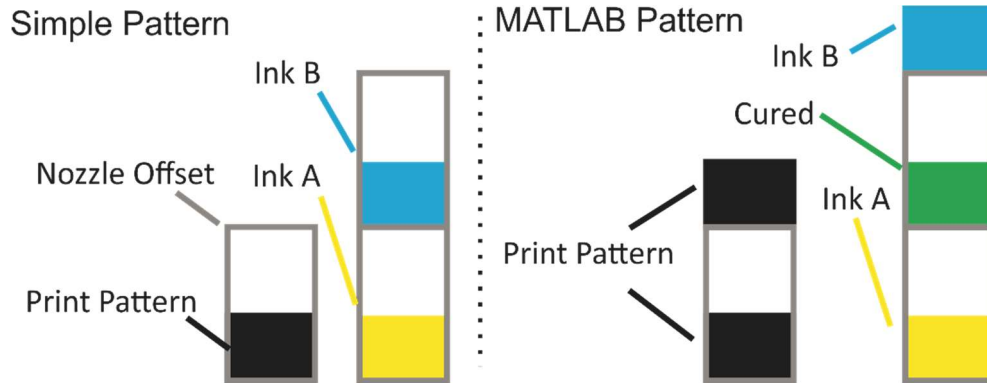 Simple Pattern
Ink B
Nozzle Offset
Ink A
Print Pattern
MATLAB Pattern
Ink B
Cured
Ink A
Print Pattern